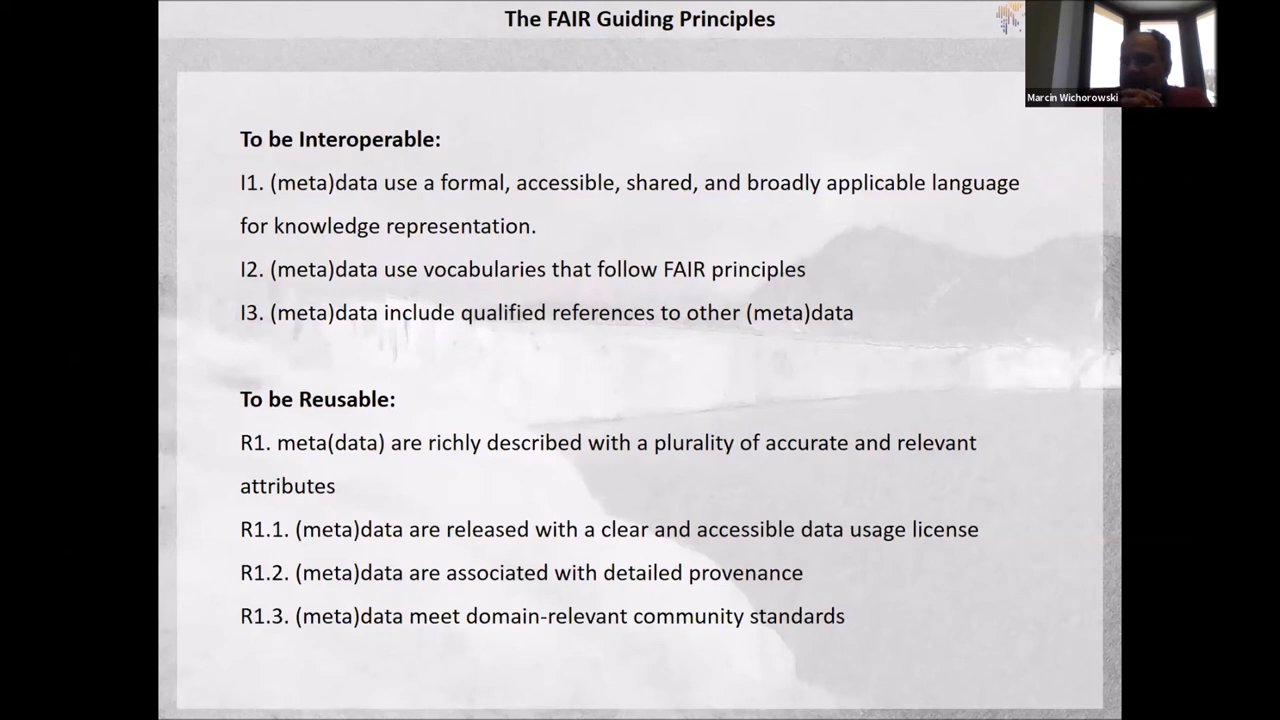 The FAIR Guiding Principles
Marcin Wichorowski
To be Interoperable:
I1. (meta)data use a formal, accessible, shared, and broadly applicable language
for knowledge representation.
I2. (meta)data use vocabularies that follow FAIR principles
I3. (meta)data include qualified references to other (meta)data
To be Reusable:
R1. meta(data) are richly described with a plurality of accurate and relevant
attributes
R1.1. (meta)data are released with a clear and accessible data usage license
R1.2. (meta)data are associated with detailed provenance
R1.3. (meta)data meet domain-relevant community standards